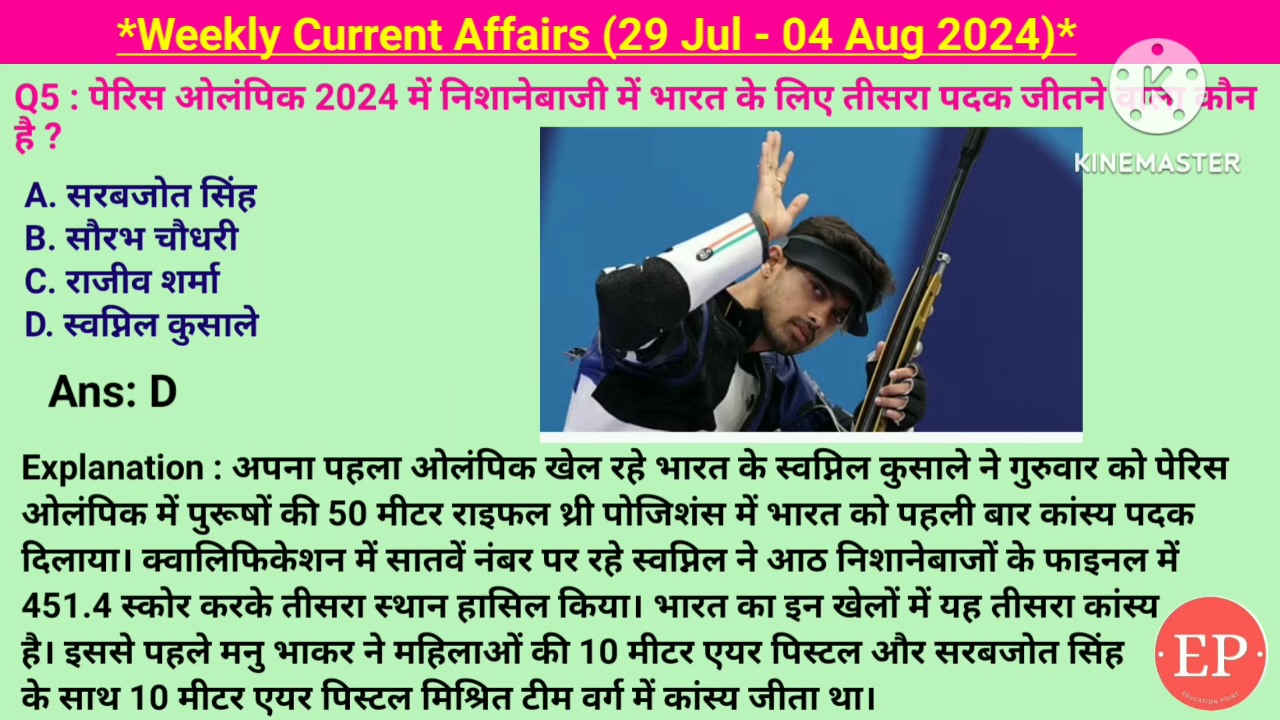 *Weekly Current Affairs (29 Jul - 04 Aug 2024)*
Q5 : पेरिस ओलंपिक 2024 में निशानेबाजी में भारत के लिए तीसरा पदक जीतने वाला कौन
है ?
K
KINEMASTER
A. सरबजोत सिंह
B. सौरभ चौधरी
C. राजीव शर्मा
D. स्वप्निल कुसाले
Ans: D
Explanation : अपना पहला ओलंपिक खेल रहे भारत के स्वप्निल कुसाले ने गुरुवार को पेरिस
ओलंपिक में पुरूषों की 50 मीटर राइफल थ्री पोजिशंस में भारत को पहली बार कांस्य पदक
दिलाया। क्वालिफिकेशन में सातवें नंबर पर रहे स्वप्निल ने आठ निशानेबाजों के फाइनल में
451.4 स्कोर करके तीसरा स्थान हासिल किया। भारत का इन खेलों में यह तीसरा कांस्य
है। इससे पहले मनु भाकर ने महिलाओं की 10 मीटर एयर पिस्टल और सरबजोत सिंह
के साथ 10 मीटर एयर पिस्टल मिश्रित टीम वर्ग में कांस्य जीता था।
EP
EDUCATION POINT